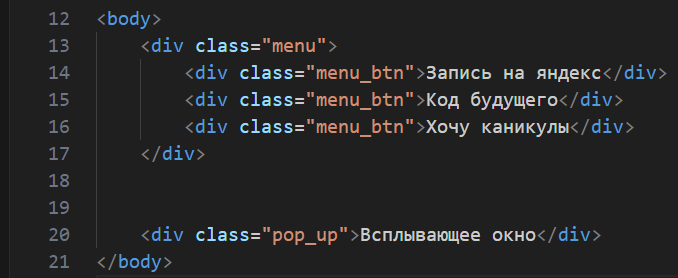 12 <body>
13     <div class="menu">
14         <div class="menu_btn">Запись на яндекс</div>
15         <div class="menu_btn">Код будущего</div>
16         <div class="menu_btn">Хочу каникулы</div>
17     </div>
18
19
20     <div class="pop_up">Всплывающее окно</div>
21 </body>